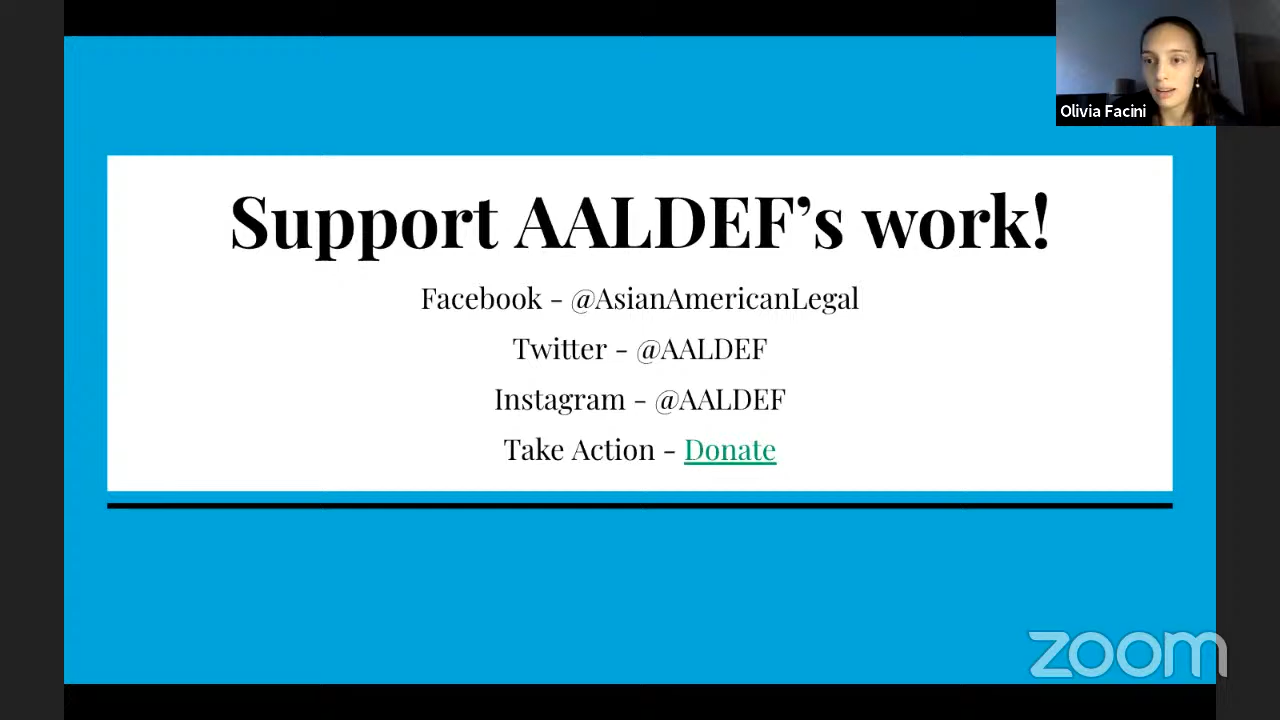 Olivia Facini
Support AALDEF’s work!
Facebook - @AsianAmericanLegal
Twitter - @AALDEF
Instagram - @AALDEF
Take Action - Donate
zoom